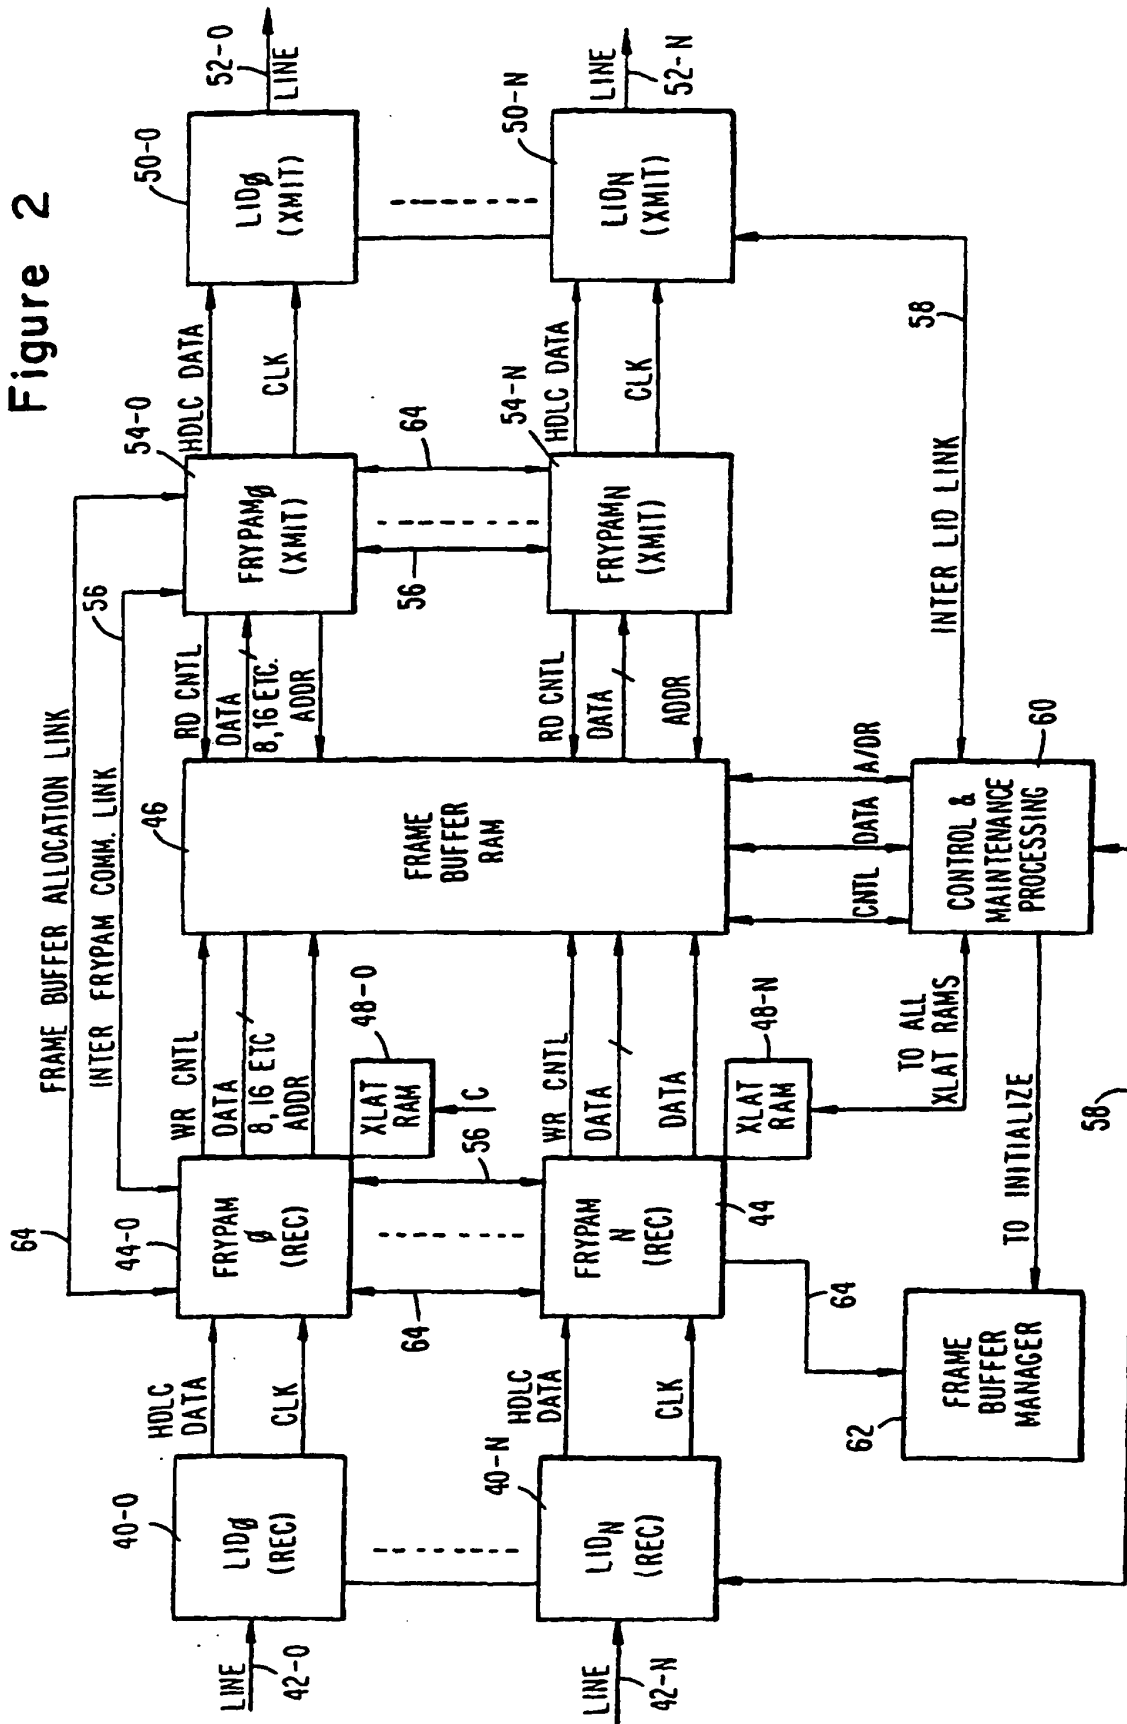 Figure 2
FRAME BUFFER ALLOCATION LINK
64
INTER FRYPAM COMM. LINK
56
LINE
42-0
40-0
LIDØ
(REC)
HDLC
DATA
CLK
44-0
FRYPAM
Ø
(REC)
WR CNTL
DATA
8,16 ETC
ADDR
XLAT
RAM
48-0
C
46
FRAME
BUFFER
RAM
RD CNTL
DATA
8,16 ETC.
ADDR
54-0
FRYPAMØ
(XMIT)
HDLC DATA
CLK
50-0
LIDØ
(XMIT)
52-0
LINE
64
56
56
64
LINE
42-N
40-N
LIDN
(REC)
HDLC
DATA
CLK
FRYPAM
N
(REC)
44
WR CNTL
DATA
DATA
XLAT
RAM
48-N
RD CNTL
DATA
ADDR
54-N
FRYPAMN
(XMIT)
HDLC DATA
CLK
50-N
LIDN
(XMIT)
LINE
52-N
64
62
FRAME
BUFFER
MANAGER
TO INITIALIZE
TO ALL
XLAT RAMS
CNTL
DATA
A/DR
60
CONTROL &
MAINTENANCE
PROCESSING
INTER LID LINK
58
58